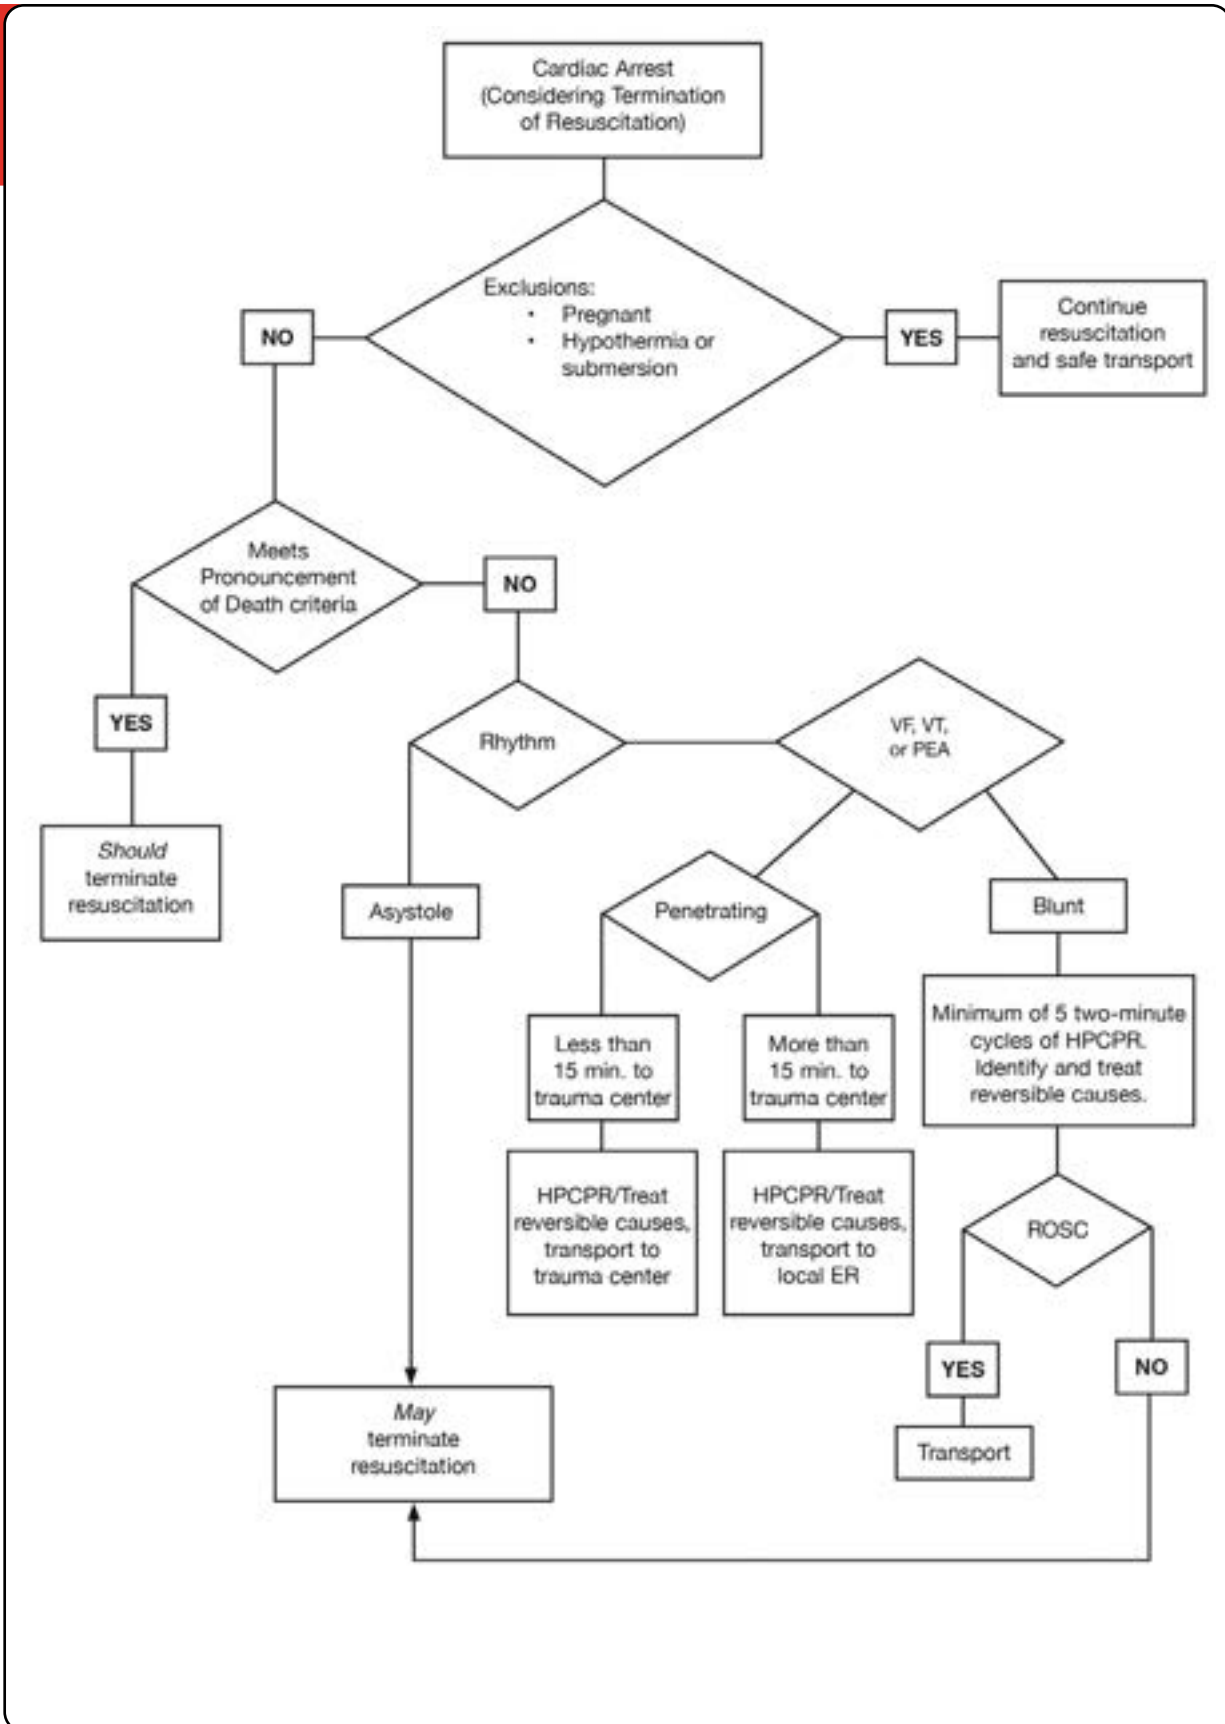 Cardiac Arrest
(Considering Termination
of Resuscitation)
Exclusions:
• Pregnant
• Hypothermia or
submersion
NO
YES
Continue
resuscitation
and safe transport
Meets
Pronouncement
of Death criteria
NO
YES
Should
terminate
resuscitation
Rhythm
VF, VT,
or PEA
Asystole
Penetrating
Blunt
Less than
15 min. to
trauma center
More than
15 min. to
trauma center
Minimum of 5 two-minute
cycles of HPCPR.
Identify and treat
reversible causes.
HPCPR/Treat
reversible causes,
transport to
trauma center
HPCPR/Treat
reversible causes,
transport to
local ER
ROSC
YES
NO
Transport
May
terminate
resuscitation